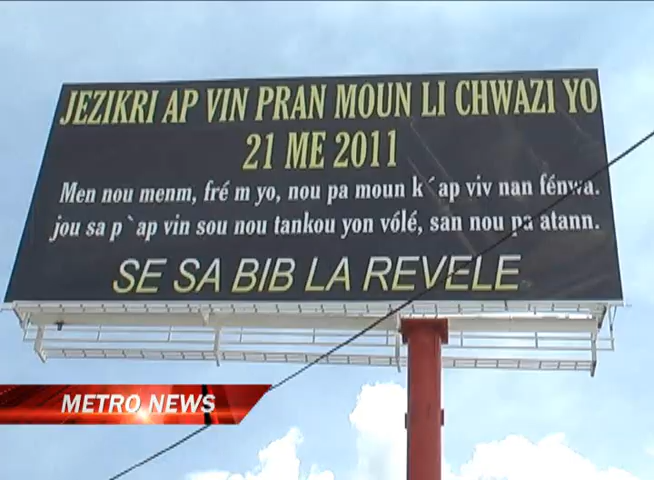 JEZIKRI AP VIN PRAN MOUN LI CHWAZI YO
21 ME 2011
Men nou menm, fré m yo, nou pa moun k´ap viv nan fénwa.
jou sa p`ap vin sou nou tankou yon vólé, san nou pa atann.
SE SA BIB LA REVELE
METRO NEWS